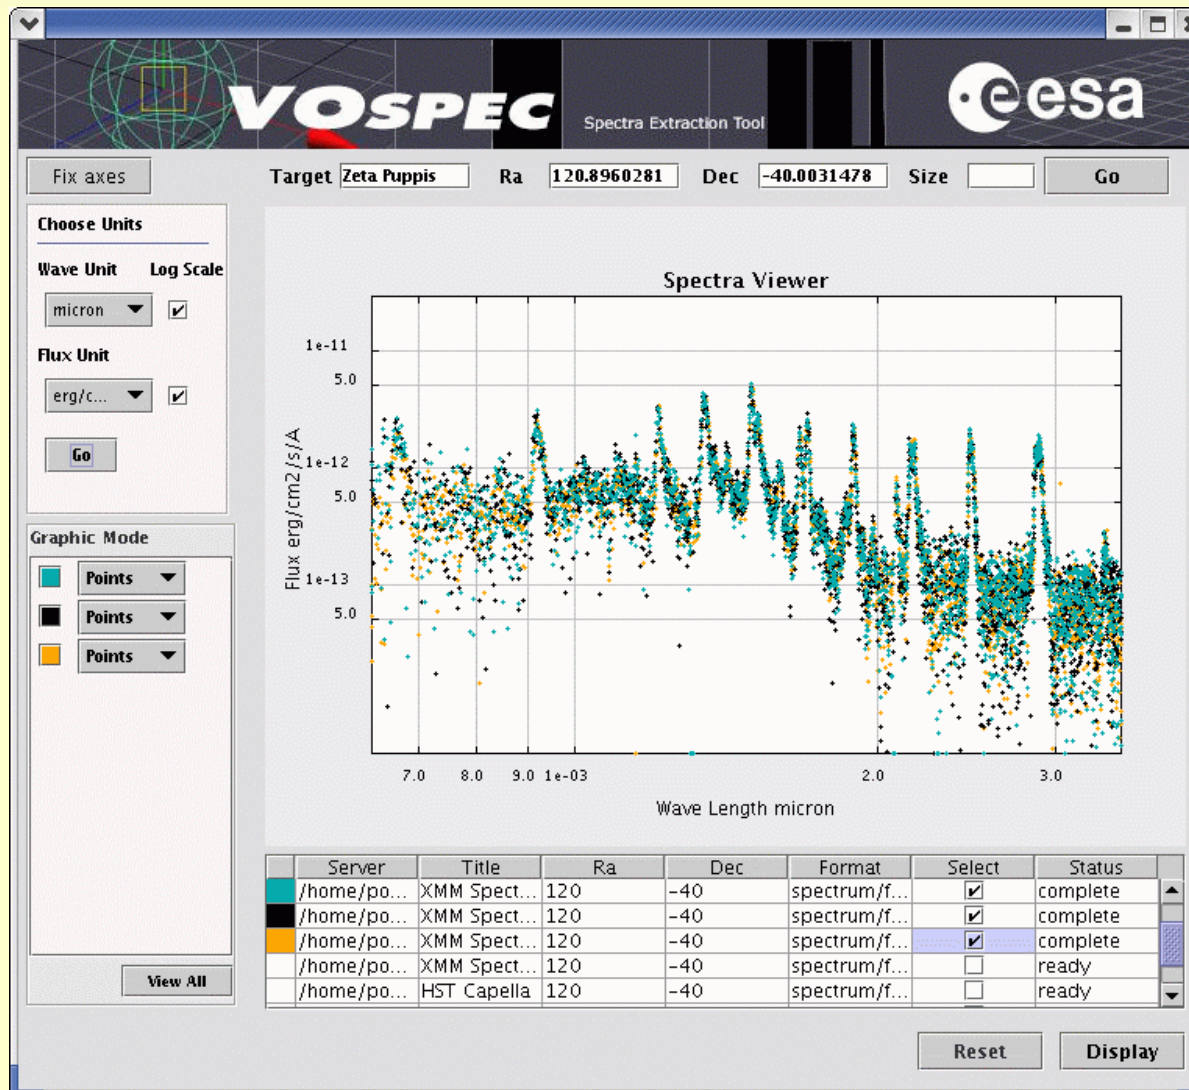 VOSPEC Spectra Extraction Tool esa
Fix axes Target Zeta Puppis Ra 120.8960281 Dec -40.0031478 Size Go
Choose Units
Wave Unit Log Scale
micron
Flux Unit
erg/c...
Go
Graphic Mode
Points
Points
Points
View All
Spectra Viewer
1e-11
5.0
1e-12
5.0
1e-13
5.0
Flux erg/cm2/s/A
7.0 8.0 9.0 1e-03 2.0 3.0
Wave Length micron
Server Title Ra Dec Format Select Status
/home/po... XMM Spect... 120 -40 spectrum/f... complete
/home/po... XMM Spect... 120 -40 spectrum/f... complete
/home/po... XMM Spect... 120 -40 spectrum/f... complete
/home/po... XMM Spect... 120 -40 spectrum/f... ready
/home/po... HST Capella 120 -40 spectrum/f... ready
Reset Display